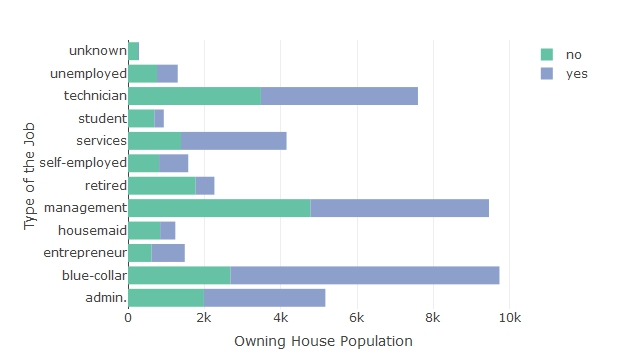 no
yes
unknown
unemployed
technician
student
services
self-employed
retired
management
housemaid
entrepreneur
blue-collar
admin.
Type of the Job
0
2k
4k
6k
8k
10k
Owning House Population